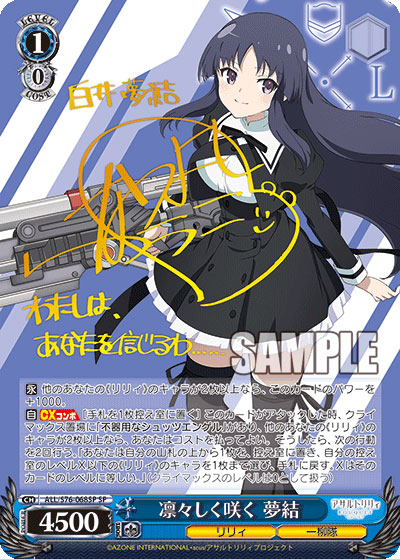 LEVEL
1
0
COST
L
白井夢結
わたしは、
あなたを信じるわ……
SAMPLE
永 他のあなたの《リリィ》のキャラが2枚以上なら、このカードのパワーを
+1000。
自 CXコンボ [手札を1枚控え室に置く] このカードがアタックした時、クライ
マックス置場に「不器用なシュッツエンゲル」があり、他のあなたの《リリィ》
のキャラが2枚以上なら、あなたはコストを払ってよい。そうしたら、次の行動
を2回行う。『あなたは自分の山札の上から1枚を、控え室に置き、自分の控
え室のレベルX以下の《リリィ》のキャラを1枚まで選び、手札に戻す。Xはそのカ
ードのレベルに等しい。』(クライマックスのレベルは0として扱う)
CH
ALL/S76-068SP SP
4500
凛々しく咲く 夢結
アサルトリリィ
リリィ
一柳隊
©AZONE INTERNATIONAL・acus/アサルトリリィプロジェクト